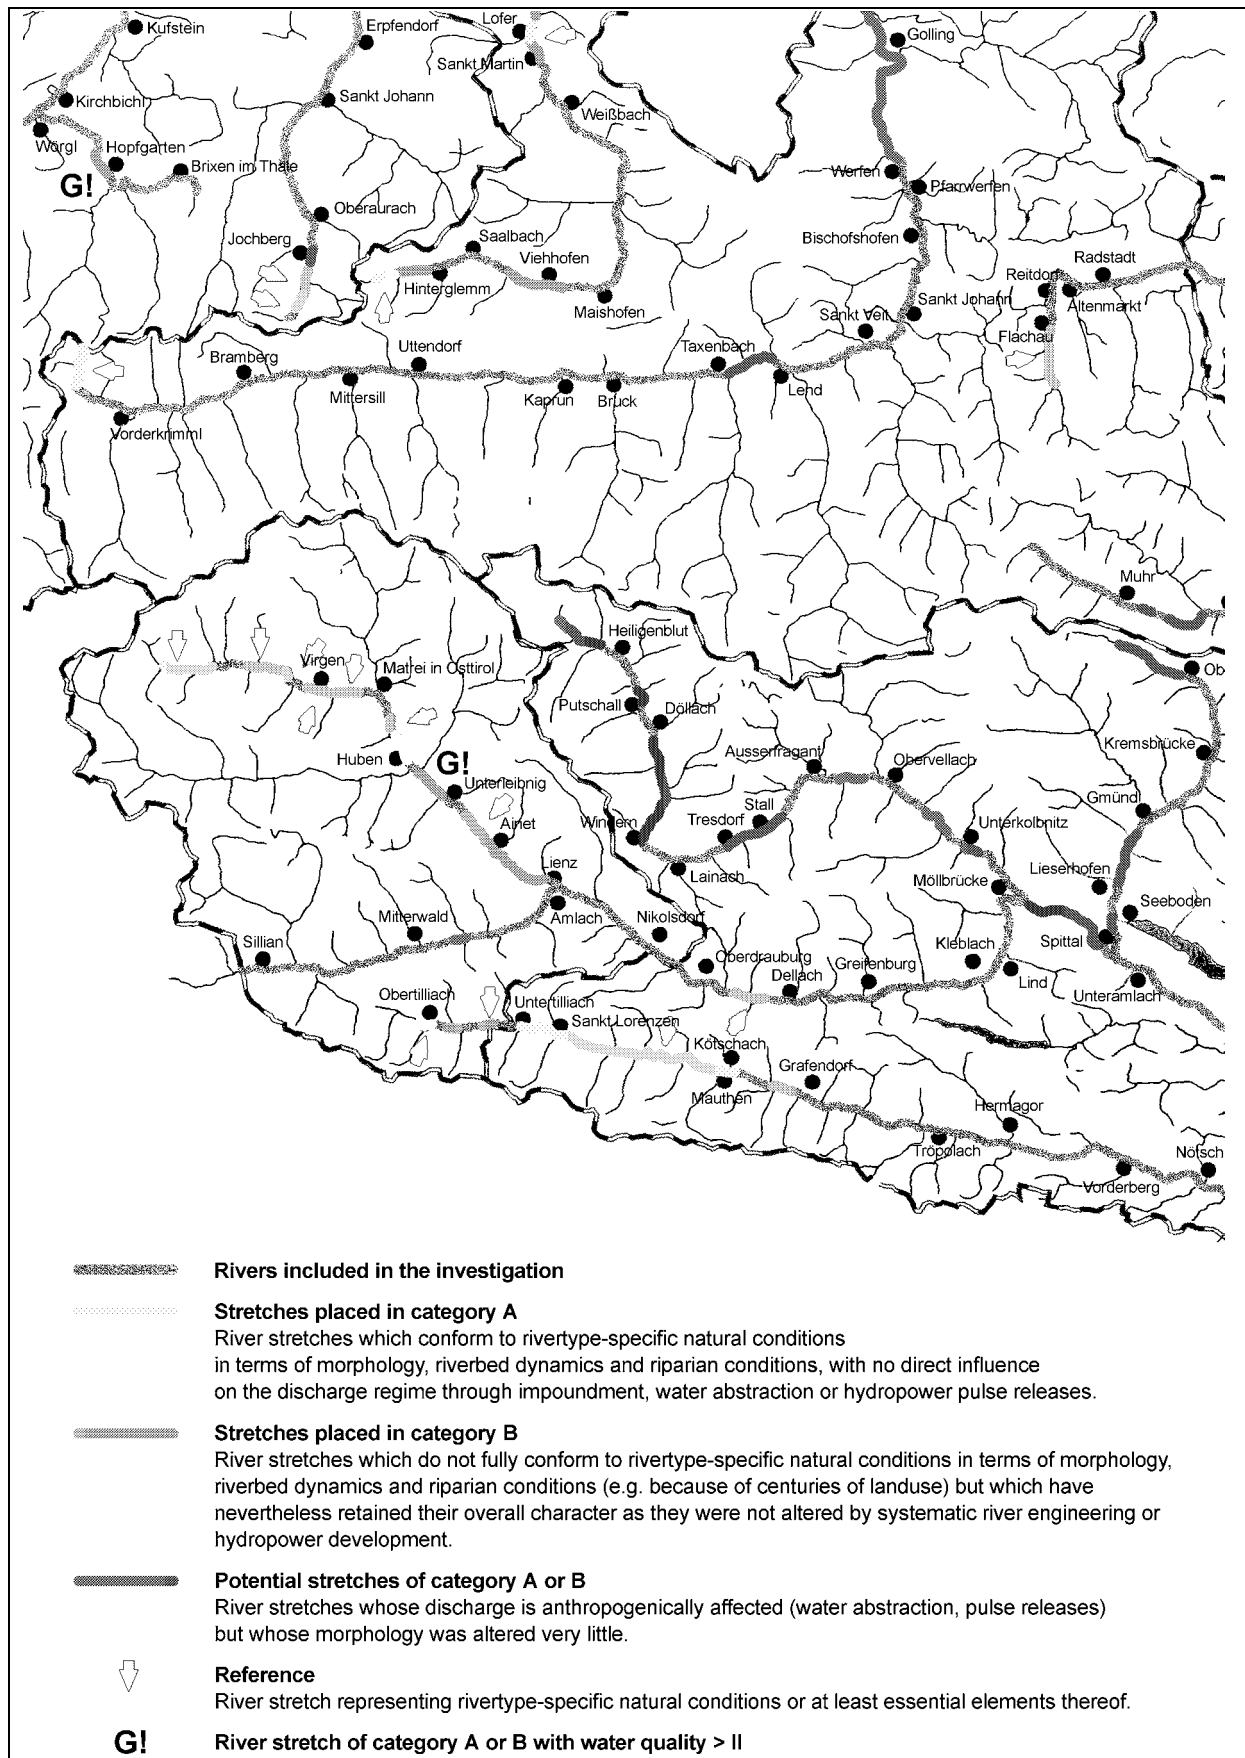 Kufstein
Erpfendorf
Lofer
Golling
Sankt Martin
Kirchbichl
Sankt Johann
Weißbach
Wörgl
Hopfgarten
Brixen im Thale
G!
Werfen
Pfarrwerfen
Oberaurach
Bischofshofen
Jochberg
Saalbach
Viehhofen
Radstadt
Reitdorf
Hinterglemm
Maishofen
Altenmarkt
Sankt Johann
Sankt Veit
Flachau
Uttendorf
Taxenbach
Bramberg
Mittersill
Kaprun
Bruck
Lend
Vorderkrimml
Muhr
Heiligenblut
Virgen
Matrei in Osttirol
Ob
Putschall
Döllach
Kremsbrücke
Ausserfragant
Obervellach
Huben
G!
Unterleibnig
Gmünd
Stall
Tresdorf
Unterkolbnitz
Ainet
Windern
Lienz
Lainach
Möllbrücke
Lieserhofen
Amlach
Seeboden
Mitterwald
Nikolsdorf
Sillian
Kleblach
Spittal
Oberdrauburg
Dellach
Greifenburg
Lind
Unteramlach
Obertilliach
Untertilliach
Sankt Lorenzen
Kötschach
Grafendorf
Mauthen
Hermagor
Tröpolach
Nötsch
Vorderberg
Rivers included in the investigation
Stretches placed in category A
River stretches which conform to rivertype-specific natural conditions
in terms of morphology, riverbed dynamics and riparian conditions, with no direct influence
on the discharge regime through impoundment, water abstraction or hydropower pulse releases.
Stretches placed in category B
River stretches which do not fully conform to rivertype-specific natural conditions in terms of morphology,
riverbed dynamics and riparian conditions (e.g. because of centuries of landuse) but which have
nevertheless retained their overall character as they were not altered by systematic river engineering or
hydropower development.
Potential stretches of category A or B
River stretches whose discharge is anthropogenically affected (water abstraction, pulse releases)
but whose morphology was altered very little.
Reference
River stretch representing rivertype-specific natural conditions or at least essential elements thereof.
G! River stretch of category A or B with water quality > II